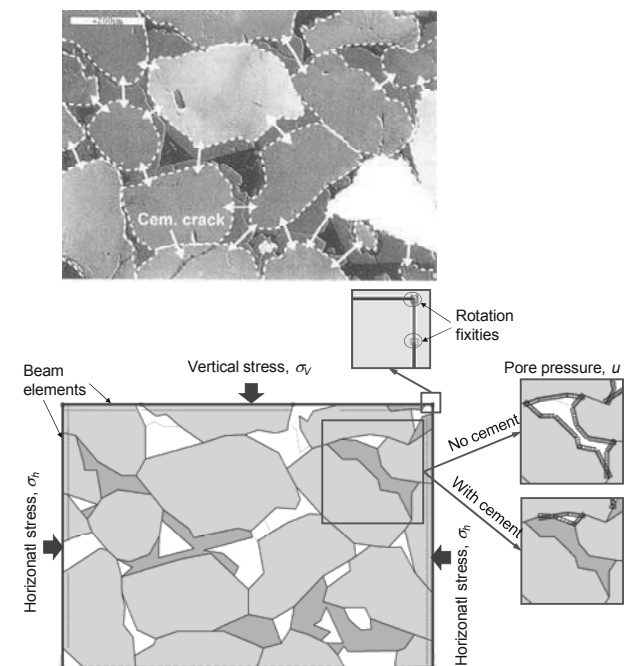 Cem. crack
Rotation
fixities
Beam
elements
Vertical stress, σV
Pore pressure, u
No cement
With cement
Horizonatl stress, σh
Horizonatl stress, σh